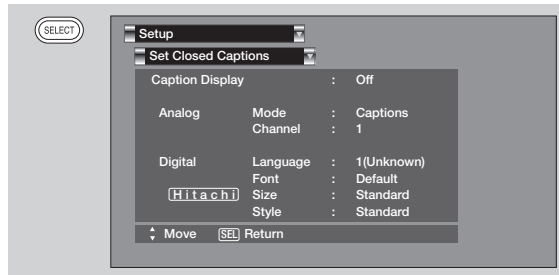 SELECT
Setup
Set Closed Captions
Caption Display : Off
Analog Mode : Captions
Channel : 1
Digital Language : 1(Unknown)
Font : Default
Hitachi Size : Standard
Style : Standard
Move SEL Return